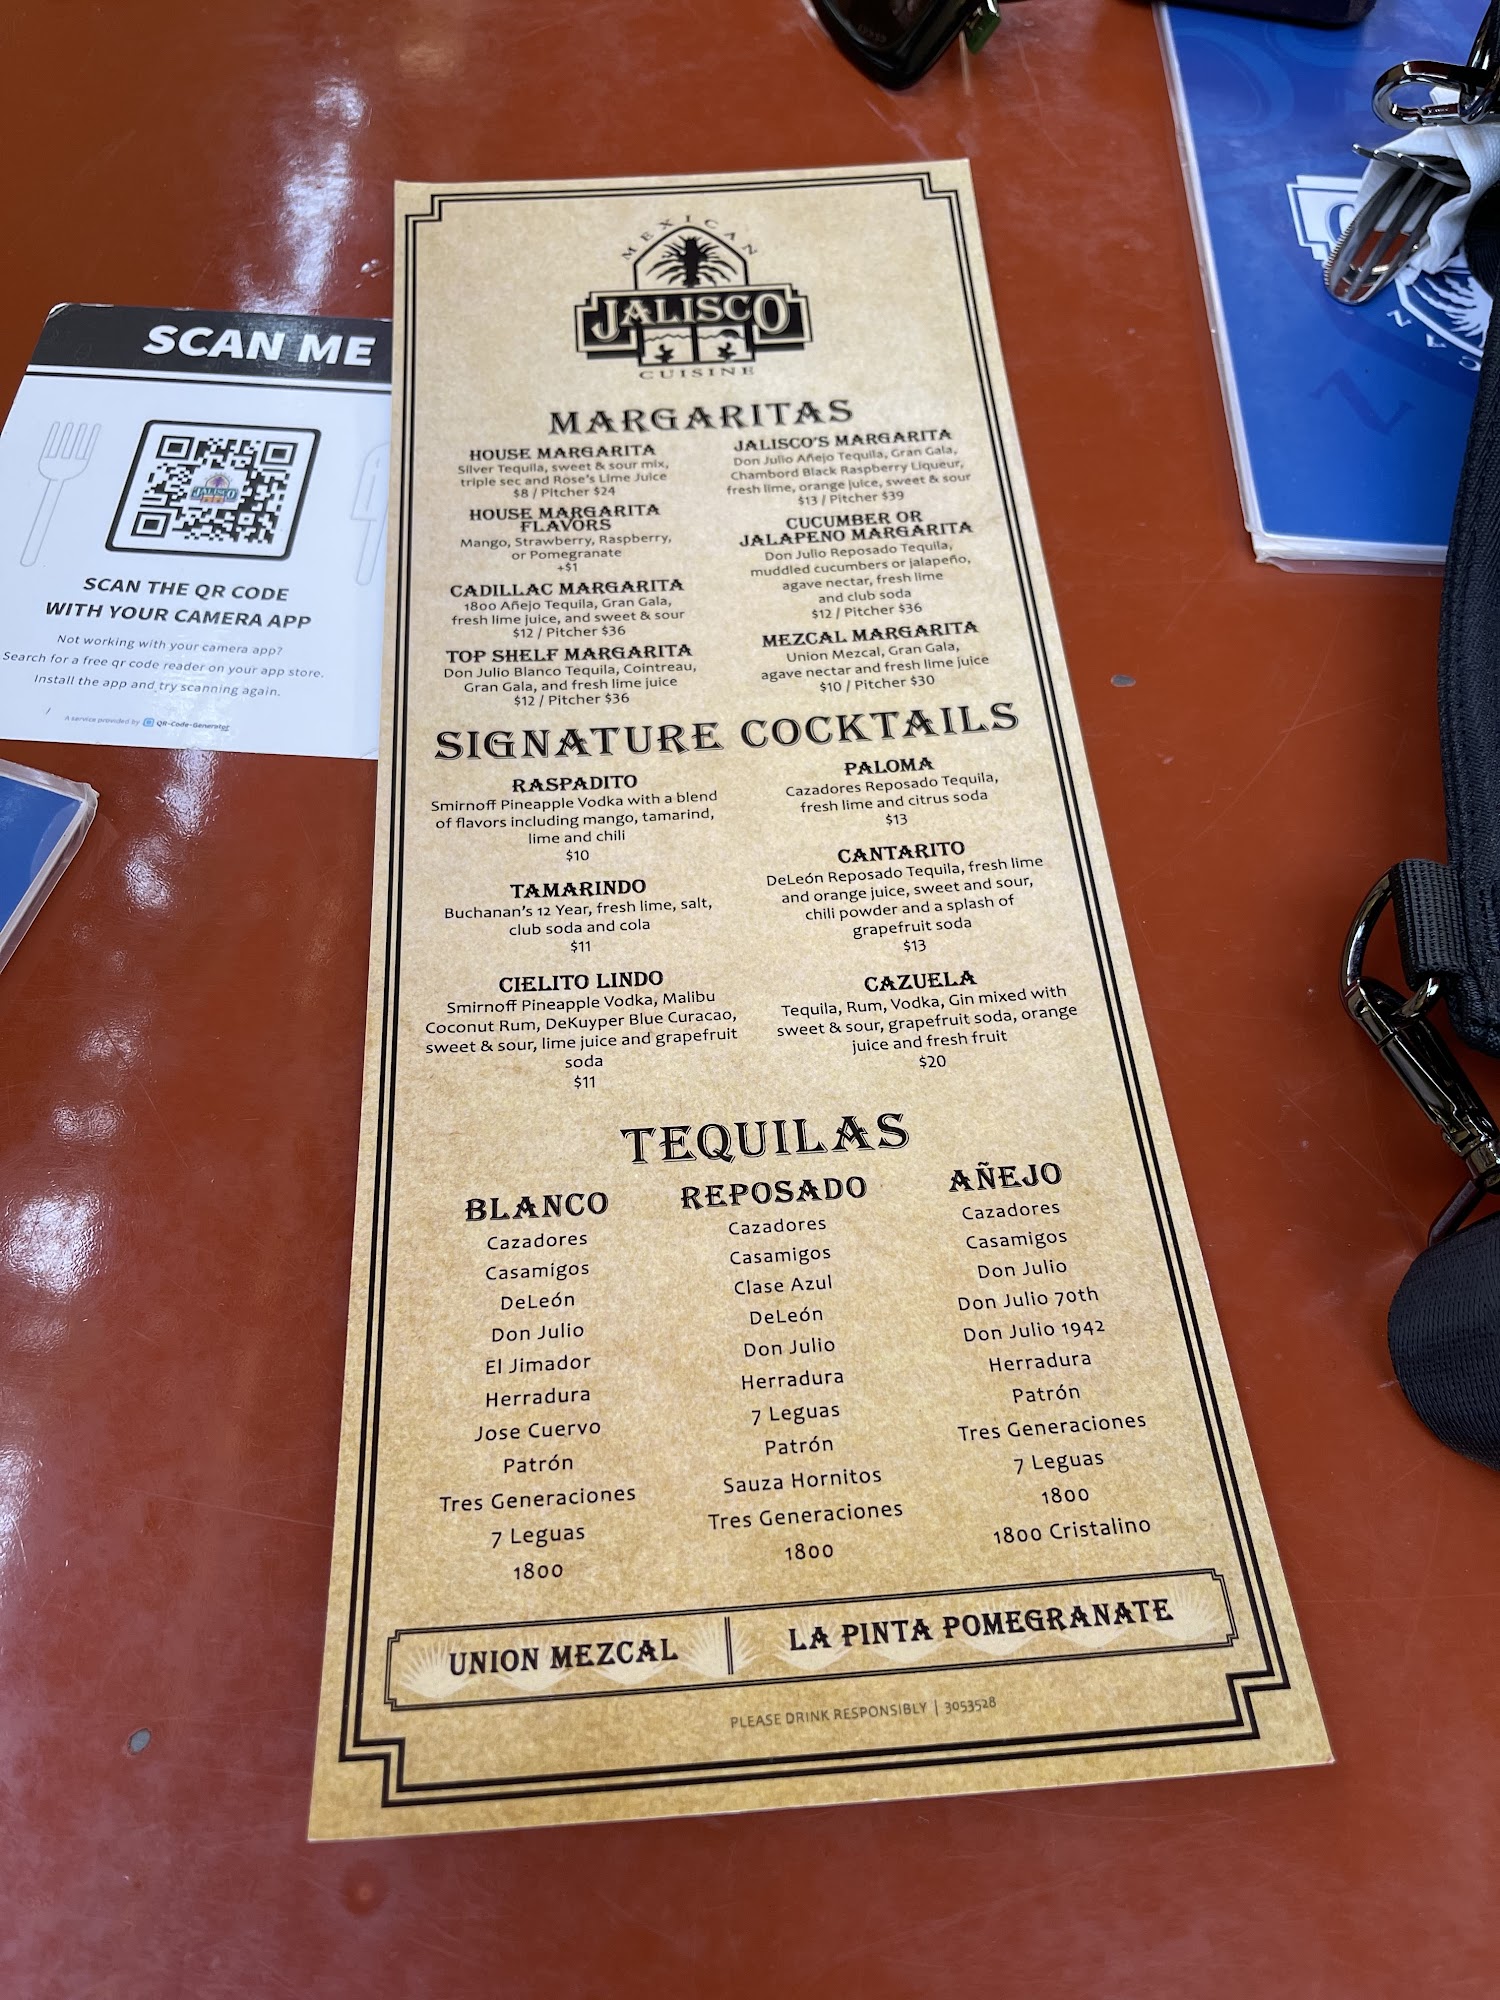 MEXICAN
JALISCO
CUISINE
MARGARITAS
HOUSE MARGARITA
Silver Tequila, sweet & sour mix,
triple sec and Rose's Lime Juice
$8 / Pitcher $24
HOUSE MARGARITA
FLAVORS
Mango, Strawberry, Raspberry,
or Pomegranate
+$1
CADILLAC MARGARITA
1800 Añejo Tequila, Gran Gala,
fresh lime juice, and sweet & sour
$12 / Pitcher $36
TOP SHELF MARGARITA
Don Julio Blanco Tequila, Cointreau,
Gran Gala, and fresh lime juice
$12 / Pitcher $36
JALISCO'S MARGARITA
Don Julio Añejo Tequila, Gran Gala,
Chambord Black Raspberry Liqueur,
fresh lime, orange juice, sweet & sour
$13 / Pitcher $39
CUCUMBER OR
JALAPENO MARGARITA
Don Julio Reposado Tequila,
muddled cucumbers or jalapeño,
agave nectar, fresh lime
and club soda
$12 / Pitcher $36
MEZCAL MARGARITA
Union Mezcal, Gran Gala,
agave nectar and fresh lime juice
$10 / Pitcher $30
SIGNATURE COCKTAILS
RASPADITO
Smirnoff Pineapple Vodka with a blend
of flavors including mango, tamarind,
lime and chili
$10
TAMARINDO
Buchanan's 12 Year, fresh lime, salt,
club soda and cola
$11
CIELITO LINDO
Smirnoff Pineapple Vodka, Malibu
Coconut Rum, DeKuyper Blue Curacao,
sweet & sour, lime juice and grapefruit
soda
$11
PALOMA
Cazadores Reposado Tequila,
fresh lime and citrus soda
$13
CANTARITO
DeLeón Reposado Tequila, fresh lime
and orange juice, sweet and sour,
chili powder and a splash of
grapefruit soda
$13
CAZUELA
Tequila, Rum, Vodka, Gin mixed with
sweet & sour, grapefruit soda, orange
juice and fresh fruit
$20
TEQUILAS
BLANCO
Cazadores
Casamigos
DeLeón
Don Julio
El Jimador
Herradura
Jose Cuervo
Patrón
Tres Generaciones
7 Leguas
1800
REPOSADO
Cazadores
Casamigos
Clase Azul
DeLeón
Don Julio
Herradura
7 Leguas
Patrón
Sauza Hornitos
Tres Generaciones
1800
AÑEJO
Cazadores
Casamigos
Don Julio
Don Julio 70th
Don Julio 1942
Herradura
Patrón
Tres Generaciones
7 Leguas
1800
1800 Cristalino
UNION MEZCAL
LA PINTA POMEGRANATE
PLEASE DRINK RESPONSIBLY | 3053528
SCAN ME
JALISCO
SCAN THE QR CODE
WITH YOUR CAMERA APP
Not working with your camera app?
Search for a free qr code reader on your app store.
Install the app and try scanning again.
A service provided by QR-Code-Generator